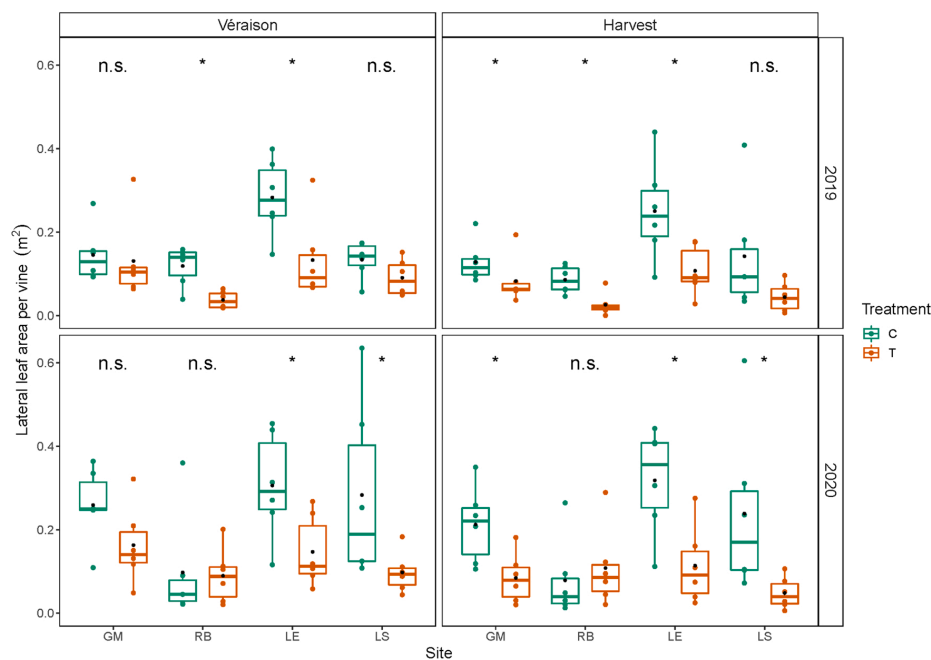 Véraison Harvest
Lateral leaf area per vine (m²)
0.6
0.4
0.2
0.0
n.s. * * n.s.
* * * n.s.
2019
0.6
0.4
0.2
0.0
n.s. n.s. * *
* n.s. * *
2020
GM RB LE LS
GM RB LE LS
Site
Treatment
C
T